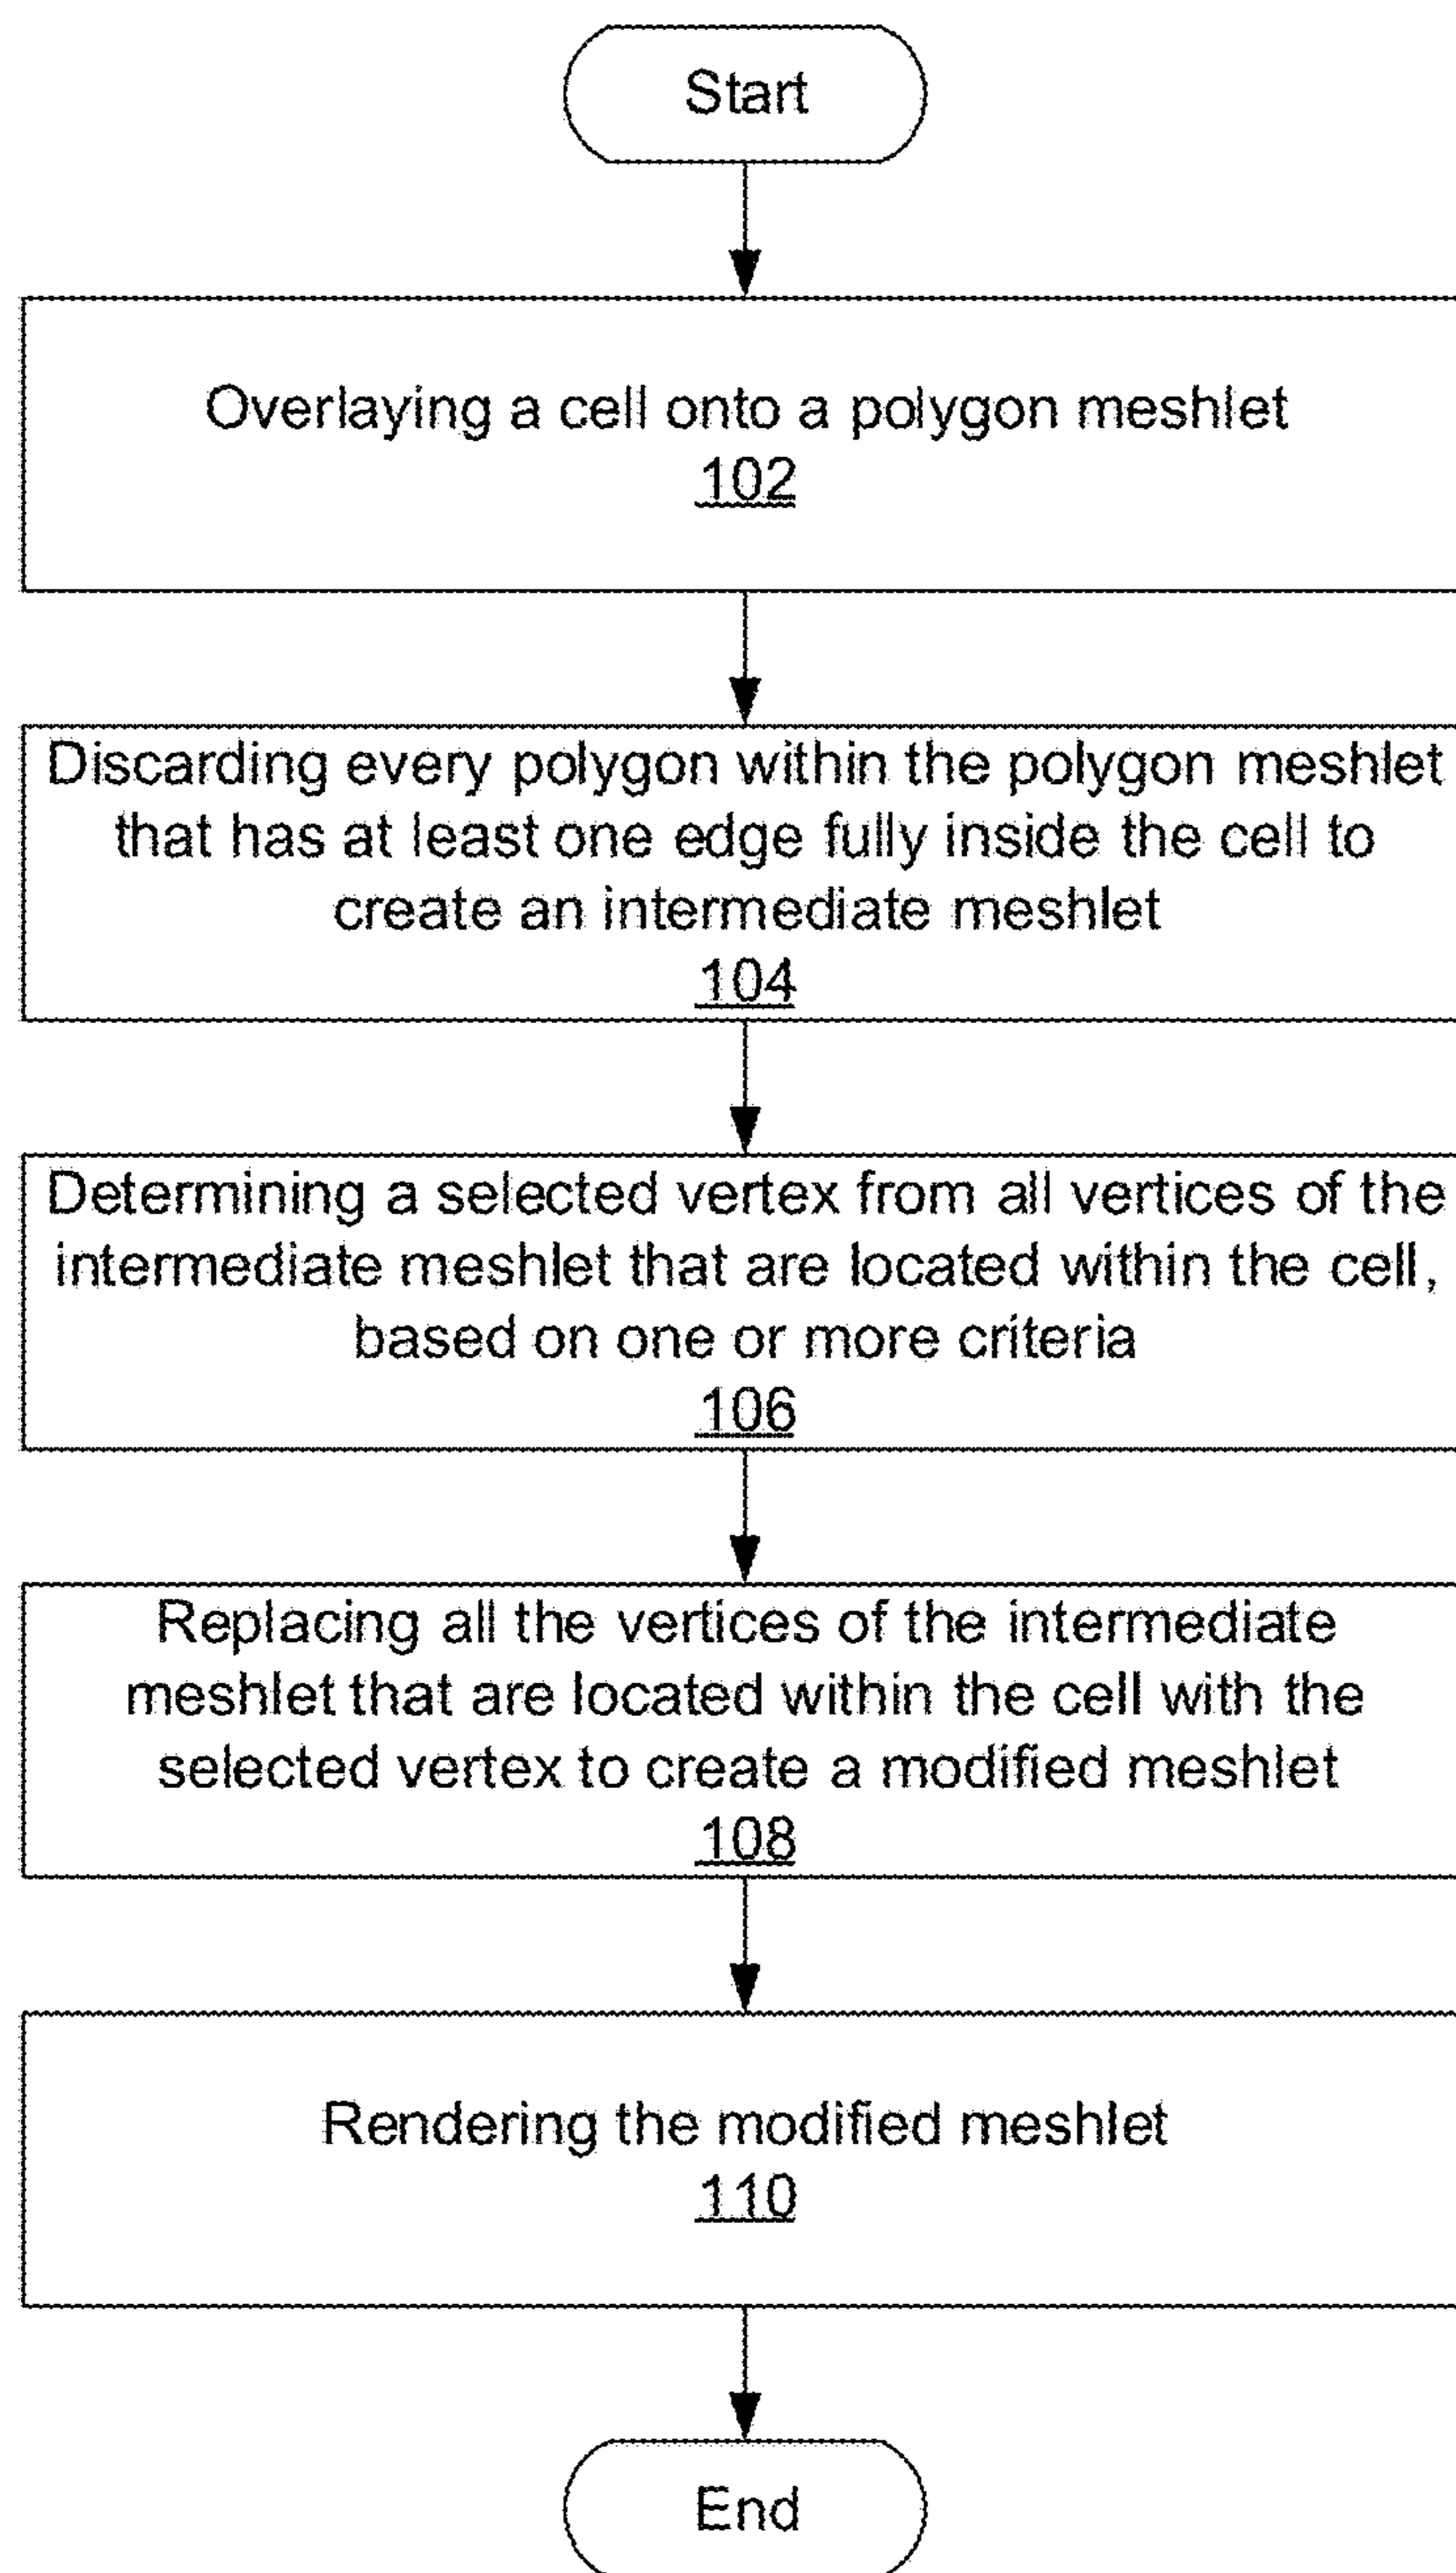 Start
Overlaying a cell onto a polygon meshlet
102
Discarding every polygon within the polygon meshlet
that has at least one edge fully inside the cell to
create an intermediate meshlet
104
Determining a selected vertex from all vertices of the
intermediate meshlet that are located within the cell,
based on one or more criteria
106
Replacing all the vertices of the intermediate
meshlet that are located within the cell with the
selected vertex to create a modified meshlet
108
Rendering the modified meshlet
110
End